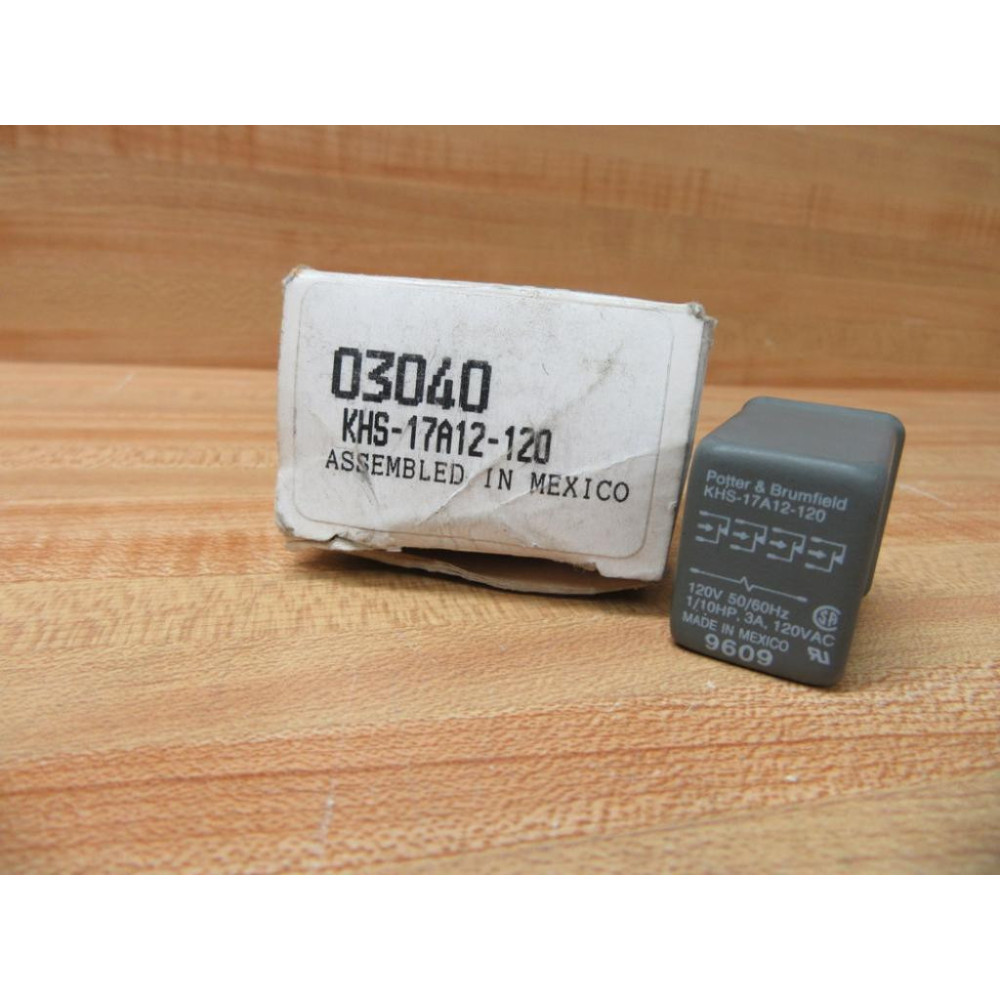 03040
KHS-17A12-120
ASSEMBLED IN MEXICO
Potter & Brumfield
KHS-17A12-120
120V 50/60Hz
1/10HP, 3A, 120VAC
MADE IN MEXICO
9609